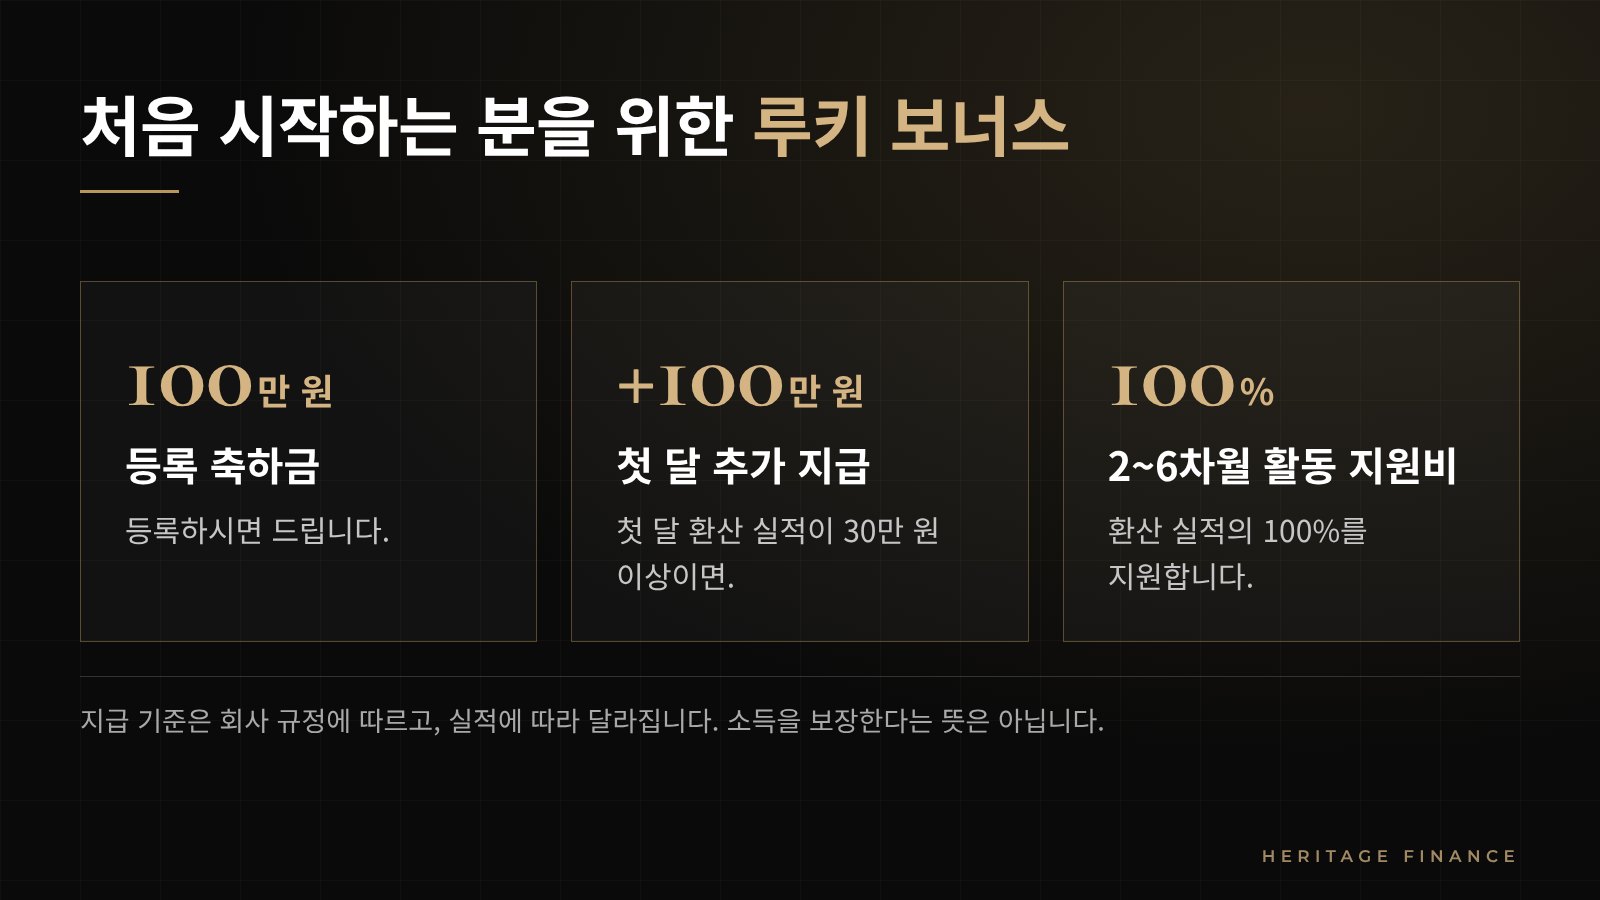 처음 시작하는 분을 위한 루키 보너스
100만 원
등록 축하금
등록하시면 드립니다.
+100만 원
첫 달 추가 지급
첫 달 환산 실적이 30만 원
이상이면.
100%
2~6차월 활동 지원비
환산 실적의 100%를
지원합니다.
지급 기준은 회사 규정에 따르고, 실적에 따라 달라집니다. 소득을 보장한다는 뜻은 아닙니다.
HERITAGE FINANCE